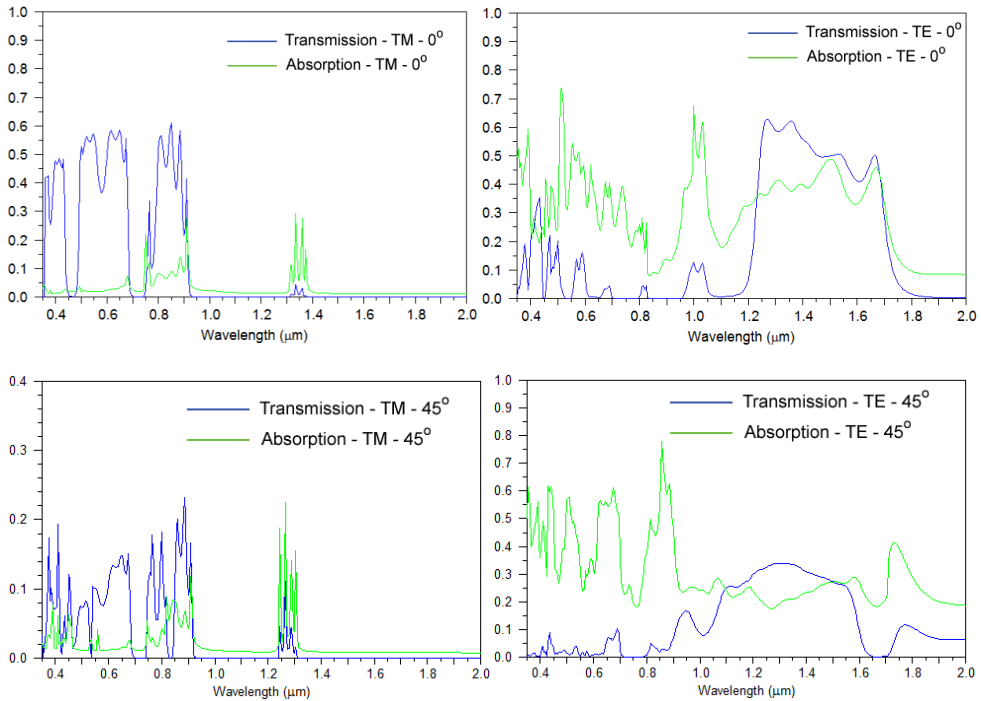 1.0
0.9
0.8
0.7
0.6
0.5
0.4
0.3
0.2
0.1
0.0
Transmission - TM - 0°
Absorption - TM - 0°
0.4 0.6 0.8 1.0 1.2 1.4 1.6 1.8 2.0
Wavelength (μm)
1.0
0.9
0.8
0.7
0.6
0.5
0.4
0.3
0.2
0.1
0.0
Transmission - TE - 0°
Absorption - TE - 0°
0.4 0.6 0.8 1.0 1.2 1.4 1.6 1.8 2.0
Wavelength (μm)
0.4
0.3
0.2
0.1
0.0
Transmission - TM - 45°
Absorption - TM - 45°
0.4 0.6 0.8 1.0 1.2 1.4 1.6 1.8 2.0
Wavelength (μm)
1.0
0.9
0.8
0.7
0.6
0.5
0.4
0.3
0.2
0.1
0.0
Transmission - TE - 45°
Absorption - TE - 45°
0.4 0.6 0.8 1.0 1.2 1.4 1.6 1.8 2.0
Wavelength (μm)